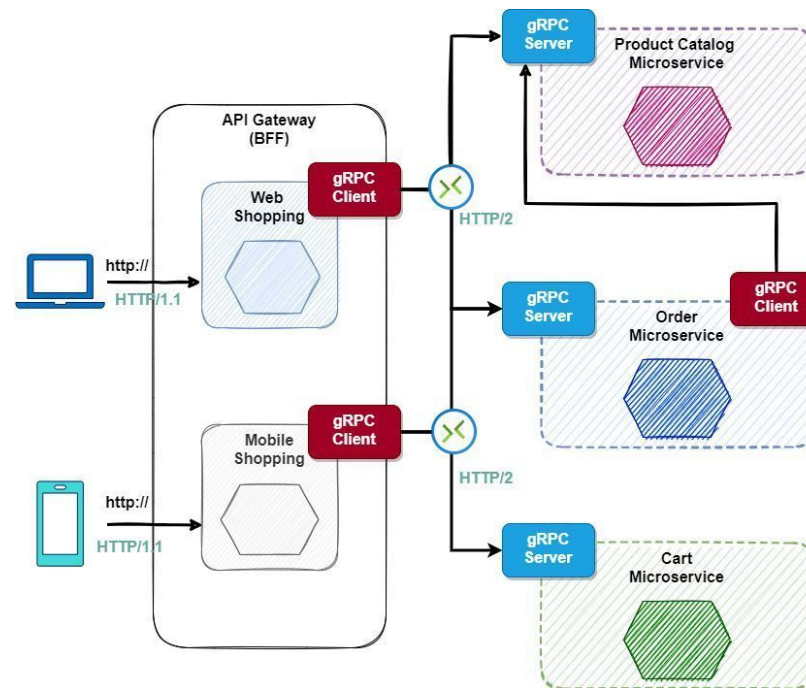 API Gateway
(BFF)
Web
Shopping
gRPC
Client
http://
HTTP/1.1
Mobile
Shopping
gRPC
Client
http://
HTTP/1.1
HTTP/2
HTTP/2
gRPC
Server
Product Catalog
Microservice
gRPC
Server
Order
Microservice
gRPC
Client
gRPC
Server
Cart
Microservice